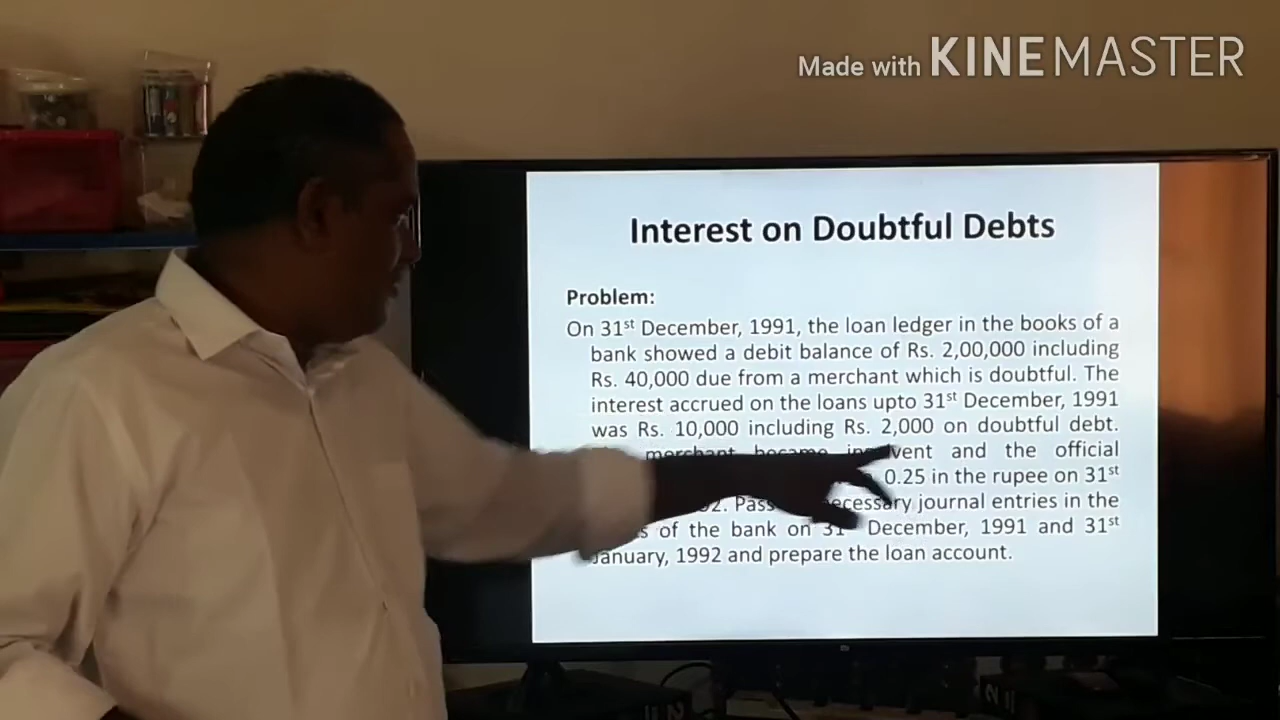 Made with KINEMASTER
Interest on Doubtful Debts
Problem:
On 31st December, 1991, the loan ledger in the books of a
bank showed a debit balance of Rs. 2,00,000 including
Rs. 40,000 due from a merchant which is doubtful. The
interest accrued on the loans upto 31st December, 1991
was Rs. 10,000 including Rs. 2,000 on doubtful debt.
merchant became insolvent and the official
0.25 in the rupee on 31st
Pass necessary journal entries in the
of the bank on 31st December, 1991 and 31st
January, 1992 and prepare the loan account.